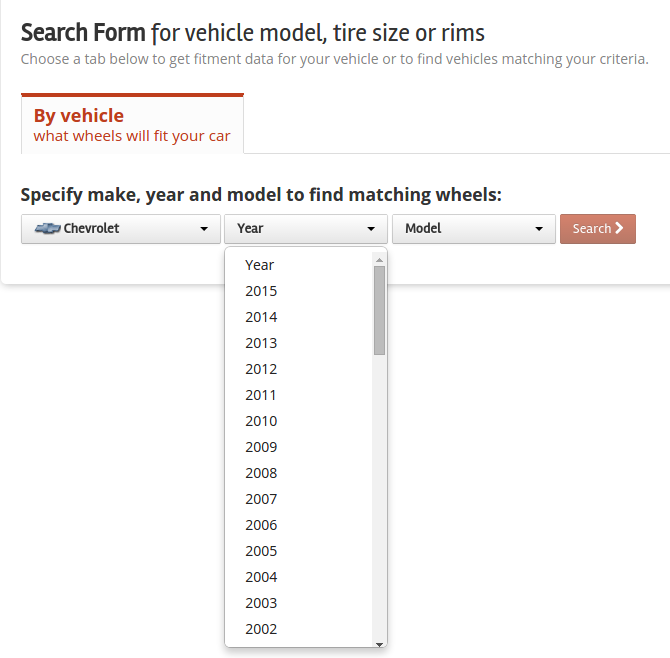 Search Form for vehicle model, tire size or rims
Choose a tab below to get fitment data for your vehicle or to find vehicles matching your criteria.
By vehicle
what wheels will fit your car
Specify make, year and model to find matching wheels:
Chevrolet Year Model Search
Year
2015
2014
2013
2012
2011
2010
2009
2008
2007
2006
2005
2004
2003
2002